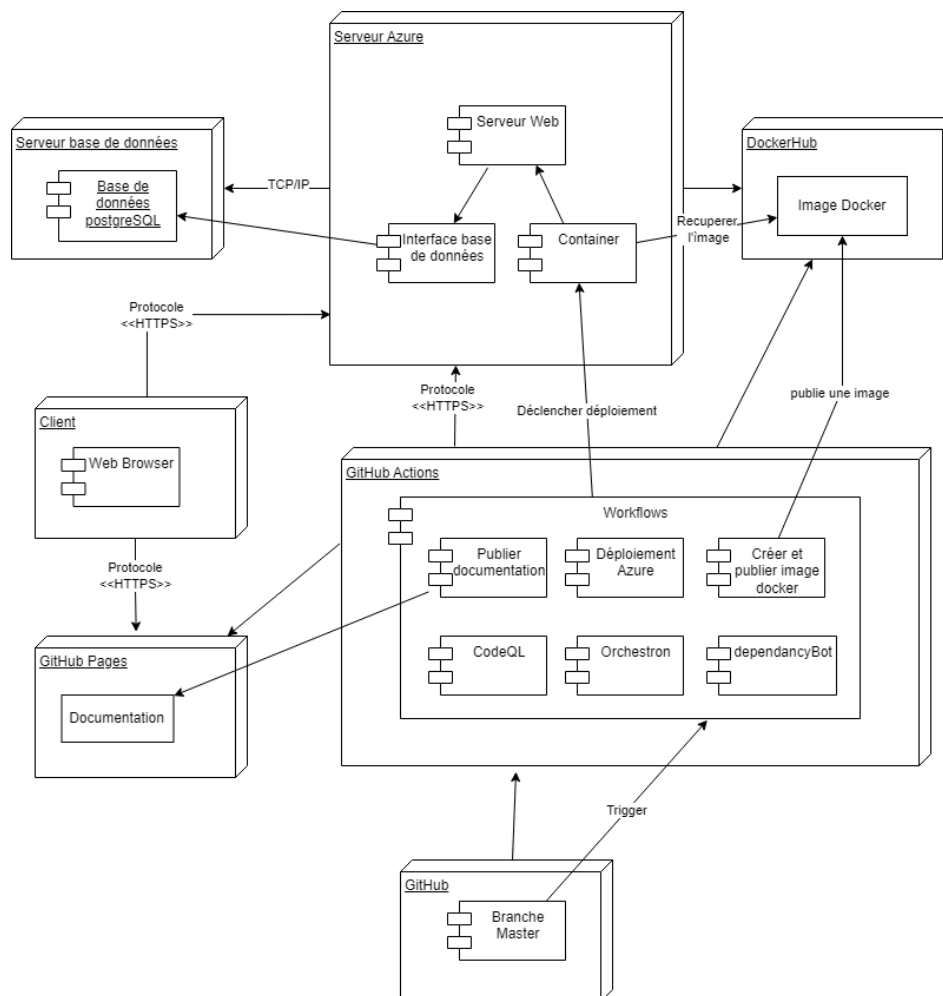 Serveur Azure
Serveur Web
Serveur base de données
Base de
données
postgreSQL
TCP/IP
Interface base
de données
Container
Recuperer
l'image
DockerHub
Image Docker
Protocole
<<HTTPS>>
Protocole
<<HTTPS>>
Déclencher déploiement
publie une image
Client
Web Browser
Protocole
<<HTTPS>>
GitHub Actions
Workflows
Publier
documentation
Déploiement
Azure
Créer et
publier image
docker
CodeQL
Orchestron
dependancyBot
GitHub Pages
Documentation
Trigger
GitHub
Branche
Master